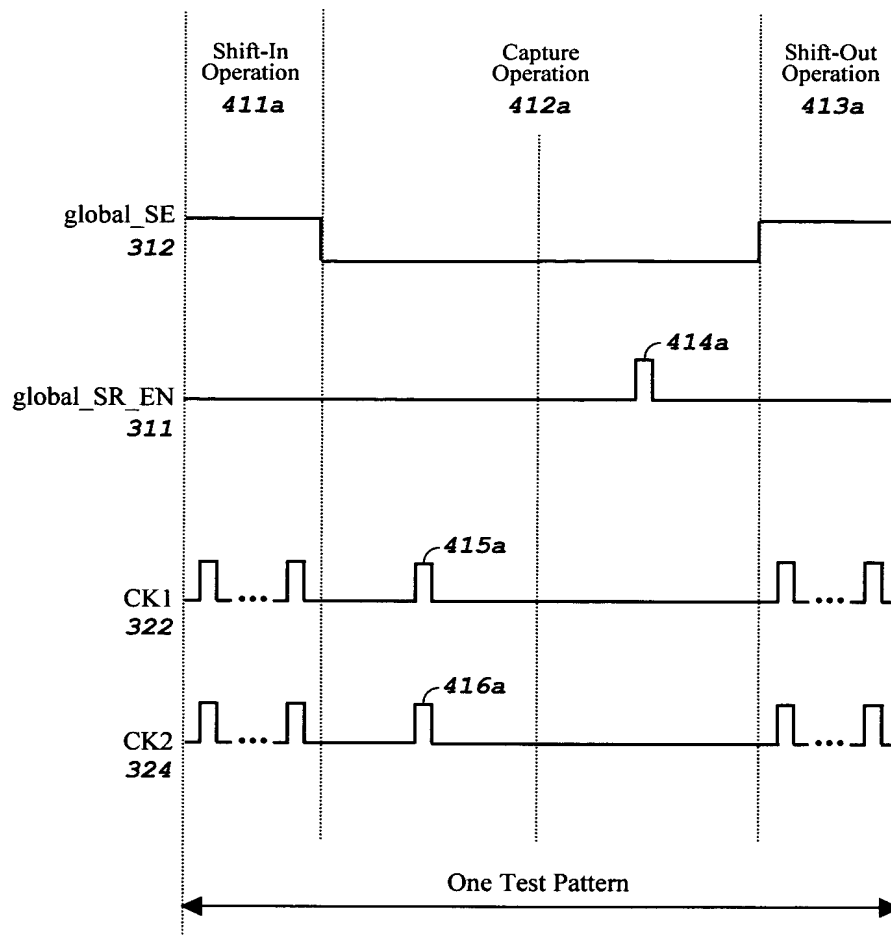 Shift-In
Operation
411a
Capture
Operation
412a
Shift-Out
Operation
413a
global_SE
312
414a
global_SR_EN
311
415a
CK1
322
416a
CK2
324
One Test Pattern